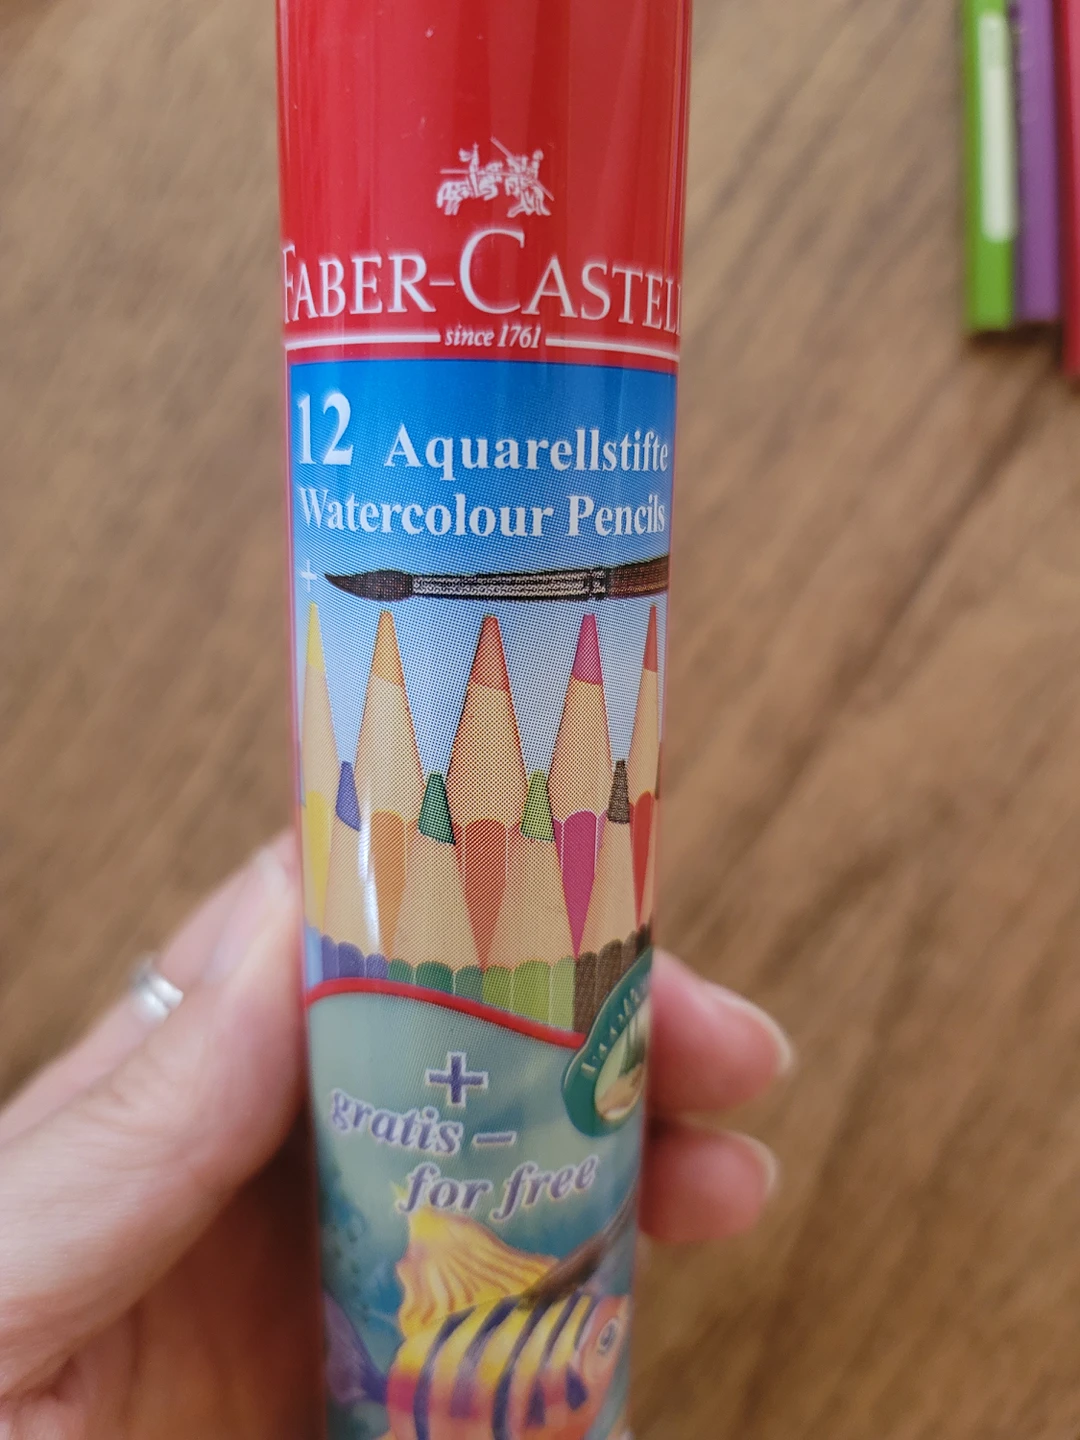 FABER-CASTELL
since 1761
12 Aquarellstifte
Watercolour Pencils
+
+
gratis –
for free